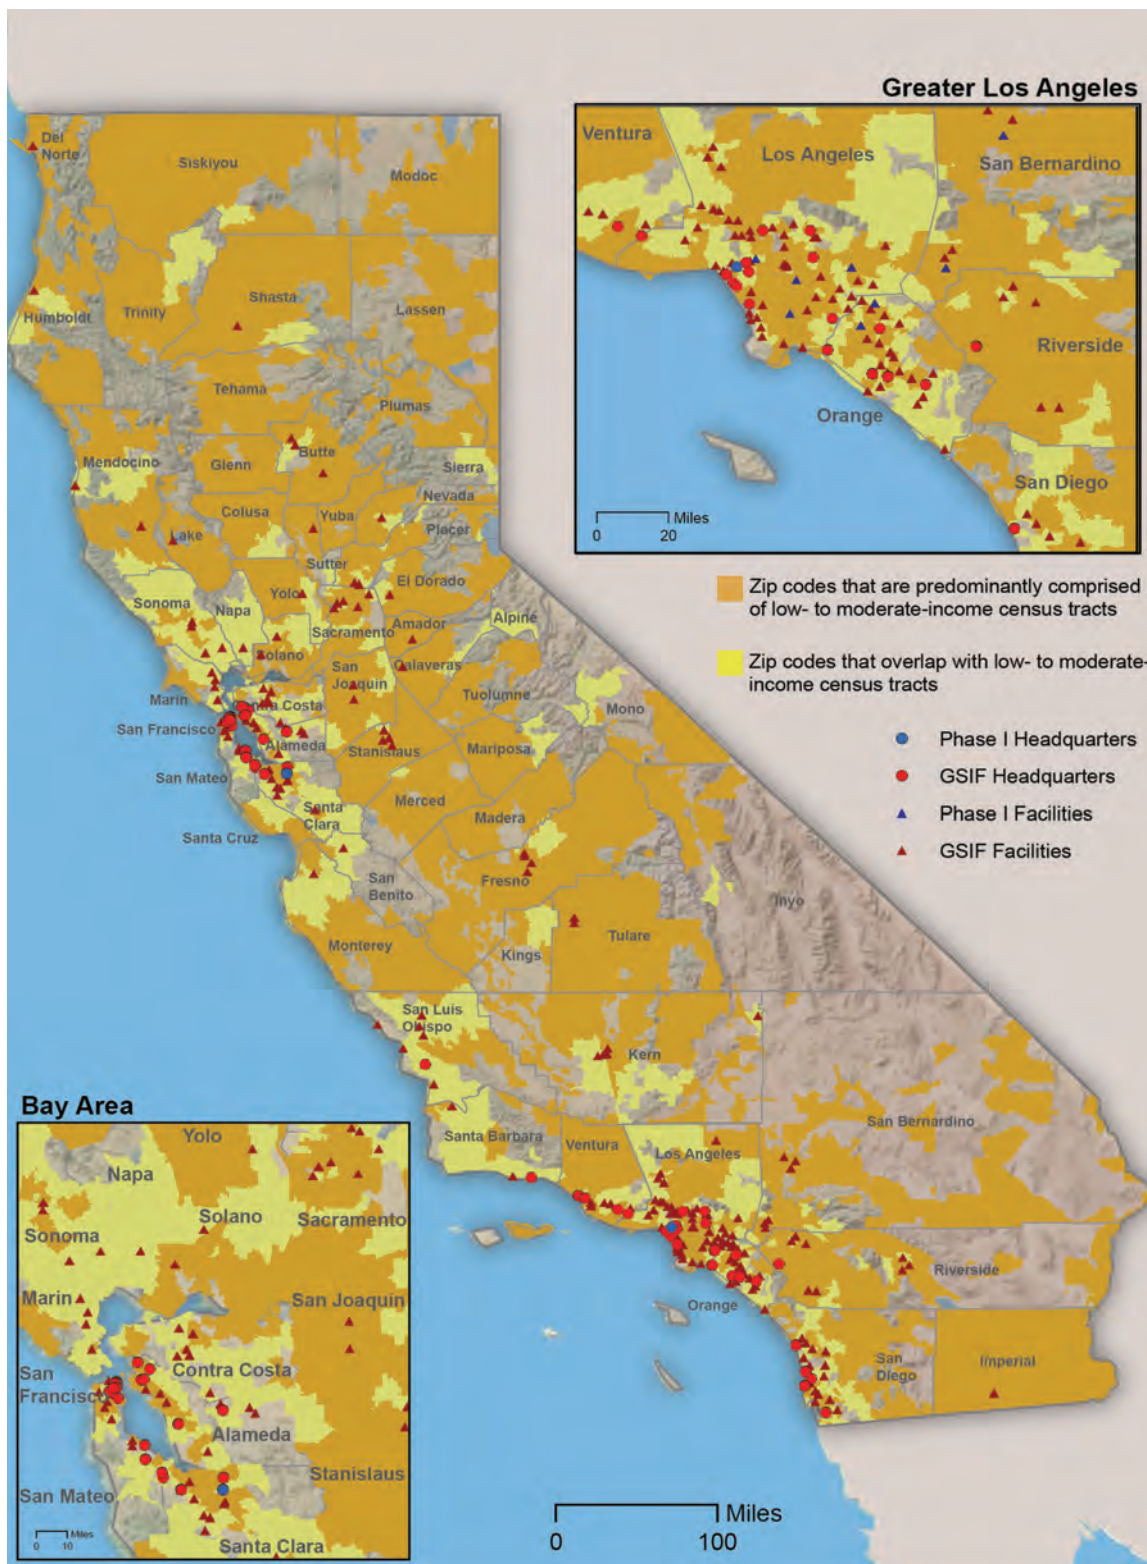 Greater Los Angeles
Ventura
Los Angeles
San Bernardino
Riverside
Orange
San Diego
Miles
0
20
Zip codes that are predominantly comprised
of low- to moderate-income census tracts
Zip codes that overlap with low- to moderate-
income census tracts
Phase I Headquarters
GSIF Headquarters
Phase I Facilities
GSIF Facilities
Del
Norte
Siskiyou
Modoc
Humboldt
Trinity
Shasta
Lassen
Tehama
Plumas
Mendocino
Glenn
Butte
Sierra
Colusa
Yuba
Nevada
Placer
Lake
Sutter
Sonoma
Napa
Yolo
El Dorado
Sacramento
Amador
Alpine
Solano
San
Joaquin
Calaveras
Marin
Contra Costa
Tuolumne
Mono
San Francisco
Alameda
Stanislaus
Mariposa
San Mateo
Santa
Clara
Merced
Madera
Santa Cruz
San
Benito
Fresno
Inyo
Monterey
Kings
Tulare
San Luis
Obispo
Kern
Santa Barbara
Ventura
Los Angeles
San Bernardino
Orange
Riverside
San
Diego
Imperial
Bay Area
Yolo
Napa
Sonoma
Solano
Sacramento
Marin
San Joaquin
Contra Costa
San
Francisco
Alameda
Stanislaus
San Mateo
Santa Clara
Miles
0
10
Miles
0
100